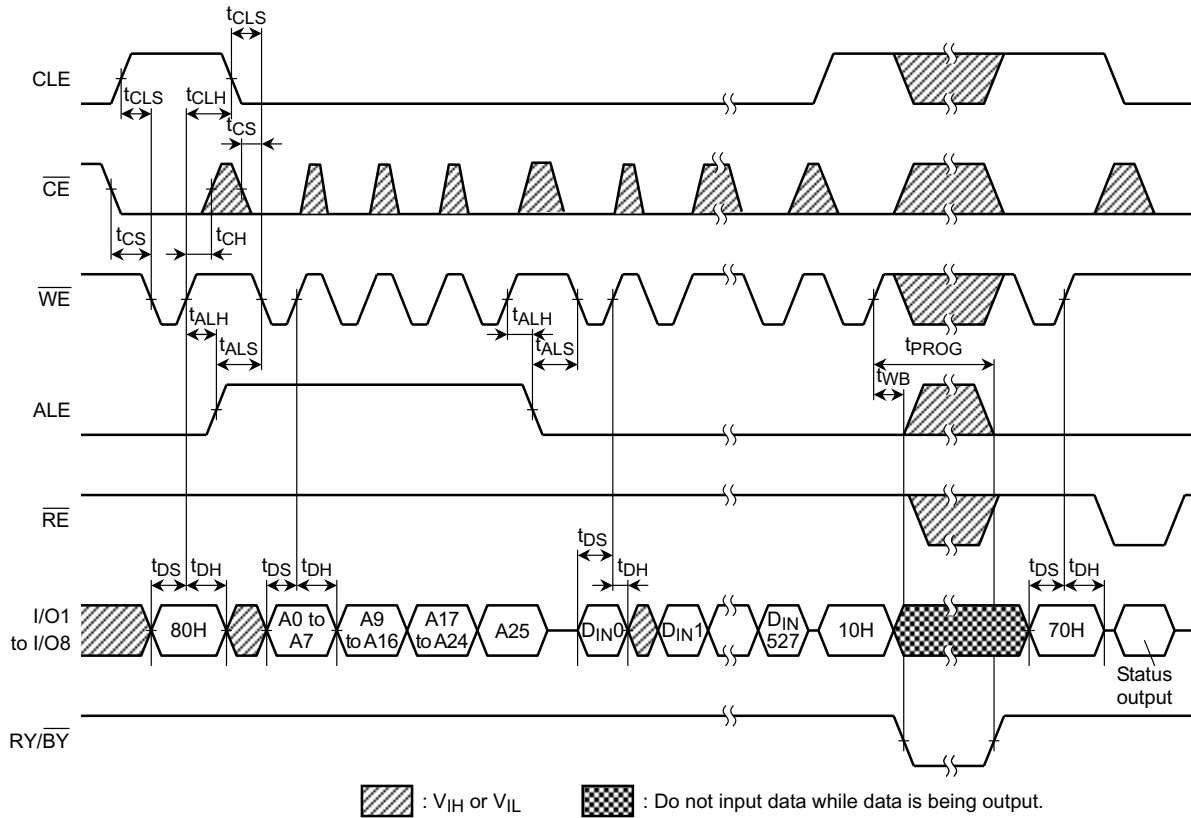 tCLS
CLE
tCLS
tCLH
tCS
CE
tCS
tCH
WE
tALH
tALS
tALH
tALS
tPROG
tWB
ALE
RE
tDS
tDH
tDS
tDH
tDS
tDH
tDS
tDH
I/O1
to I/O8
80H
A0 to
A7
A9
to A16
A17
to A24
A25
DIN0
DIN1
DIN
527
10H
70H
Status
output
RY/BY
: VIH or VIL
: Do not input data while data is being output.